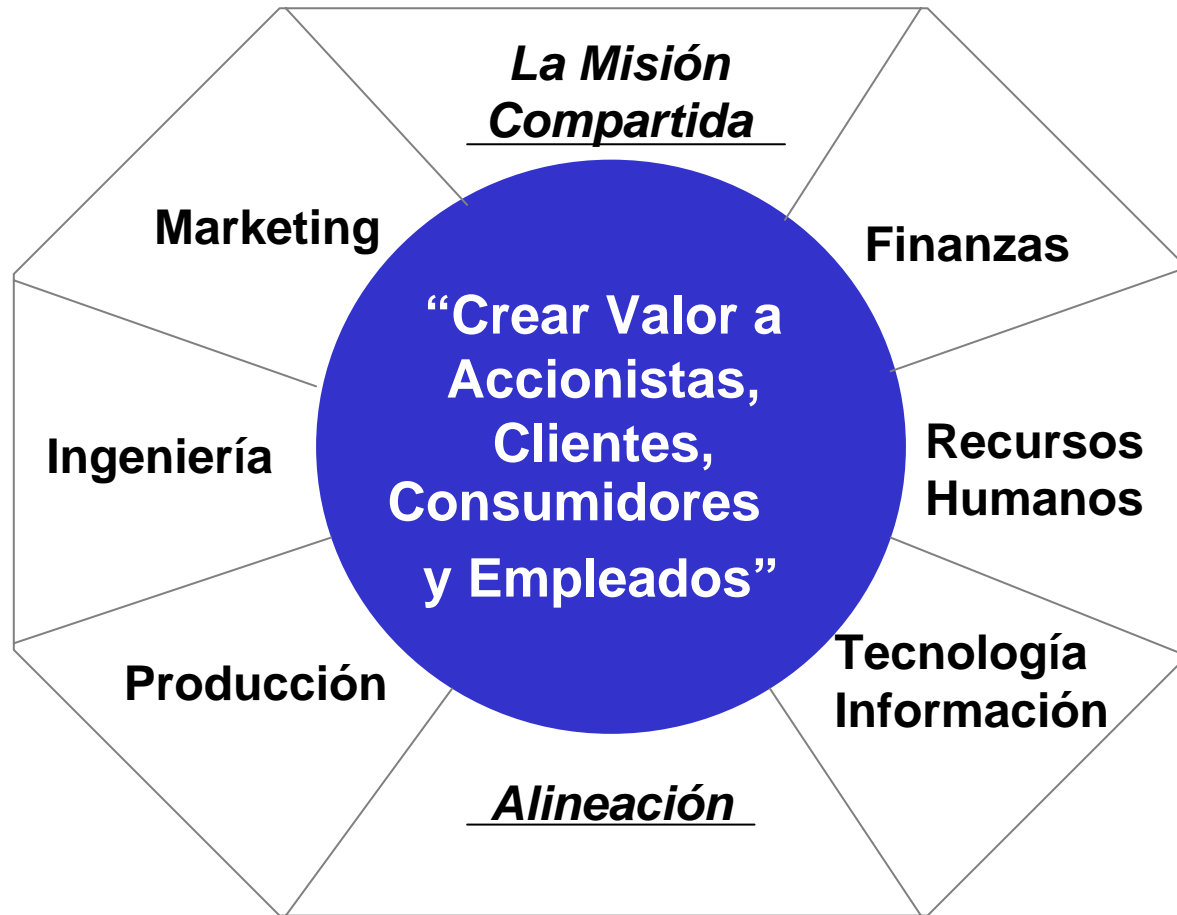 La Misión
Compartida
Marketing
Finanzas
“Crear Valor a
Accionistas,
Clientes,
Consumidores
y Empleados”
Ingeniería
Recursos
Humanos
Producción
Tecnología
Información
Alineación